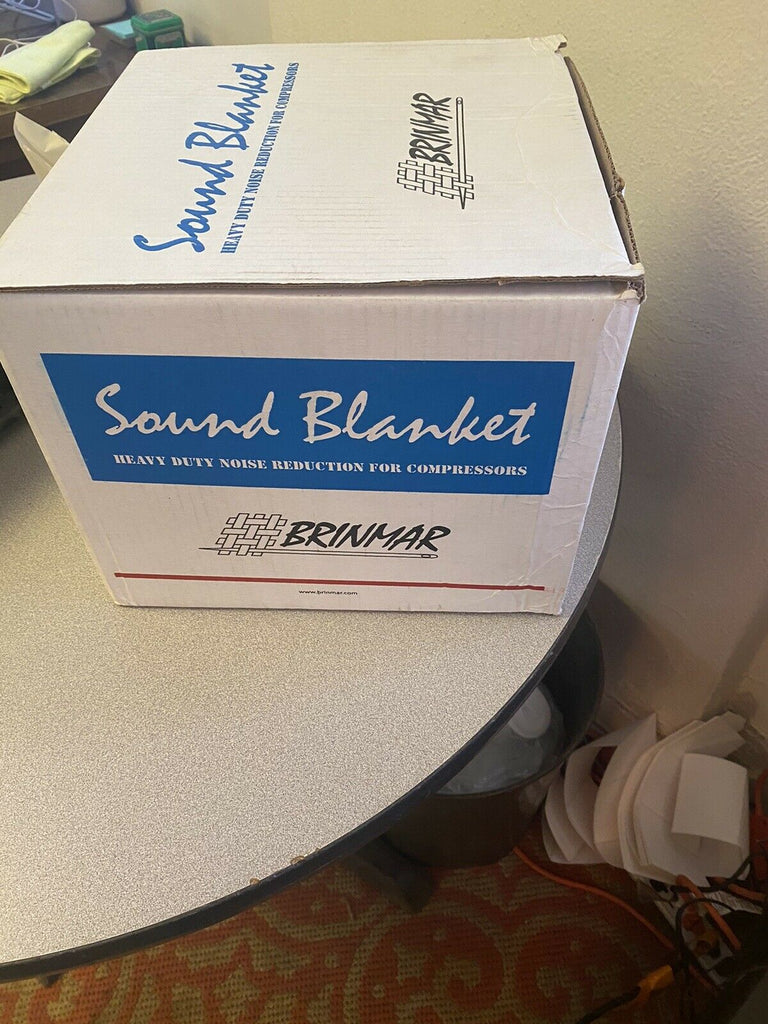 Sound Blanket
HEAVY DUTY NOISE REDUCTION FOR COMPRESSORS
BRINMAR
Sound Blanket
HEAVY DUTY NOISE REDUCTION FOR COMPRESSORS
BRINMAR
www.brinmar.com